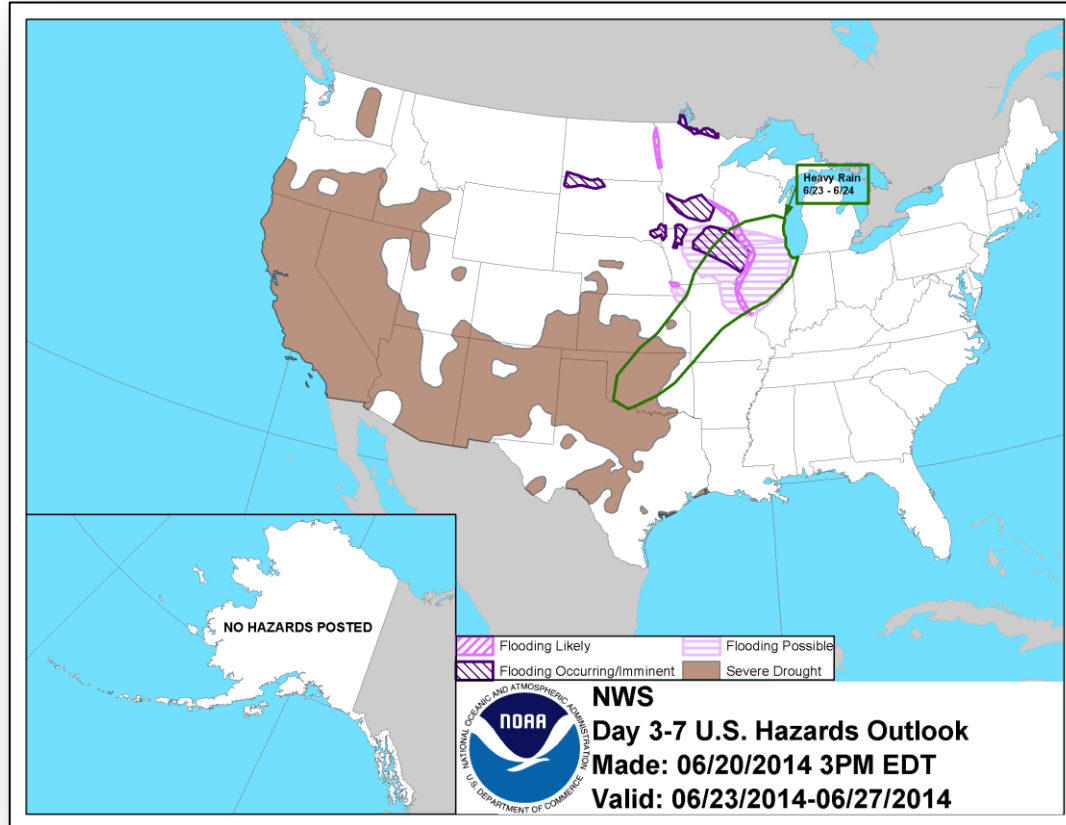 Heavy Rain
6/23 - 6/24
NO HAZARDS POSTED
Flooding Likely
Flooding Possible
Flooding Occurring/Imminent
Severe Drought
NATIONAL OCEANIC AND ATMOSPHERIC ADMINISTRATION
NOAA
U.S. DEPARTMENT OF COMMERCE
NWS
Day 3-7 U.S. Hazards Outlook
Made: 06/20/2014 3PM EDT
Valid: 06/23/2014-06/27/2014